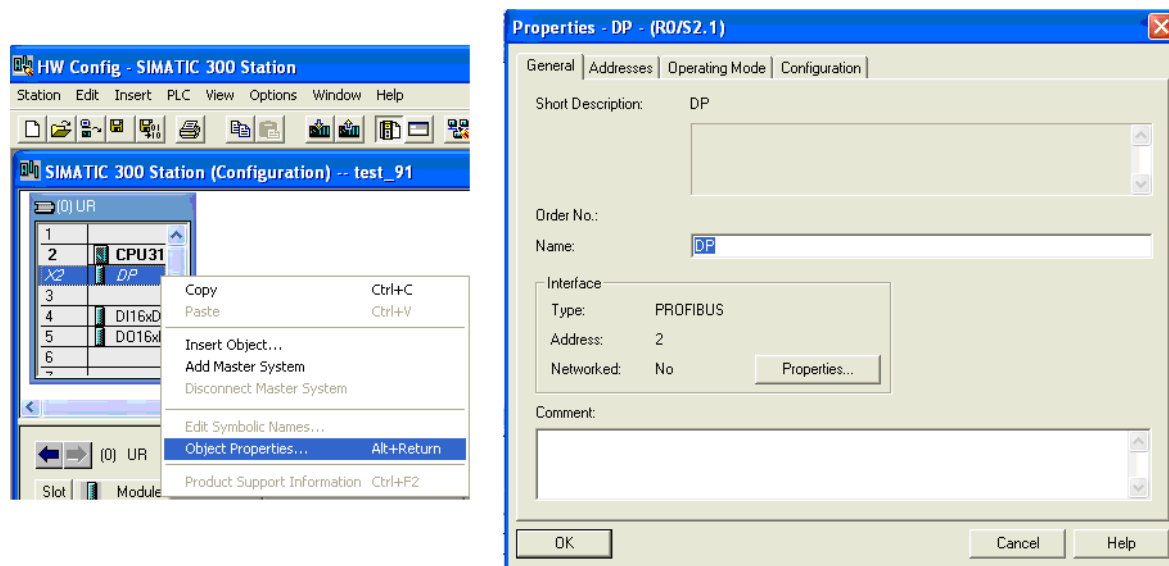 HW Config - SIMATIC 300 Station
Station Edit Insert PLC View Options Window Help
SIMATIC 300 Station (Configuration) -- test_91
(0) UR
1
2 CPU31
X2 DP
3
4 DI16xD
5 DO16x
6
7
Copy Ctrl+C
Paste Ctrl+V
Insert Object...
Add Master System
Disconnect Master System
Edit Symbolic Names...
Object Properties... Alt+Return
Product Support Information Ctrl+F2
(0) UR
Slot Module
Properties - DP - (R0/S2.1)
General Addresses Operating Mode Configuration
Short Description: DP
Order No.:
Name: DP
Interface
Type: PROFIBUS
Address: 2
Networked: No Properties...
Comment:
OK Cancel Help